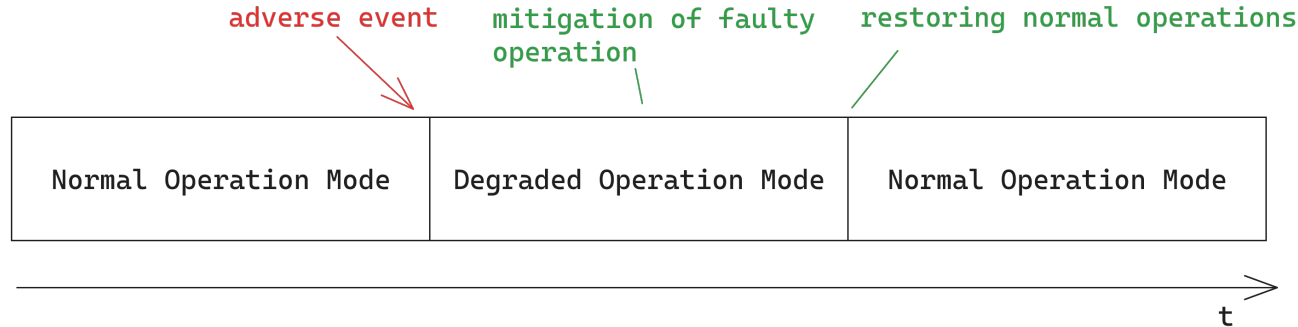 adverse event
mitigation of faulty
operation
restoring normal operations
Normal Operation Mode
Degraded Operation Mode
Normal Operation Mode
t